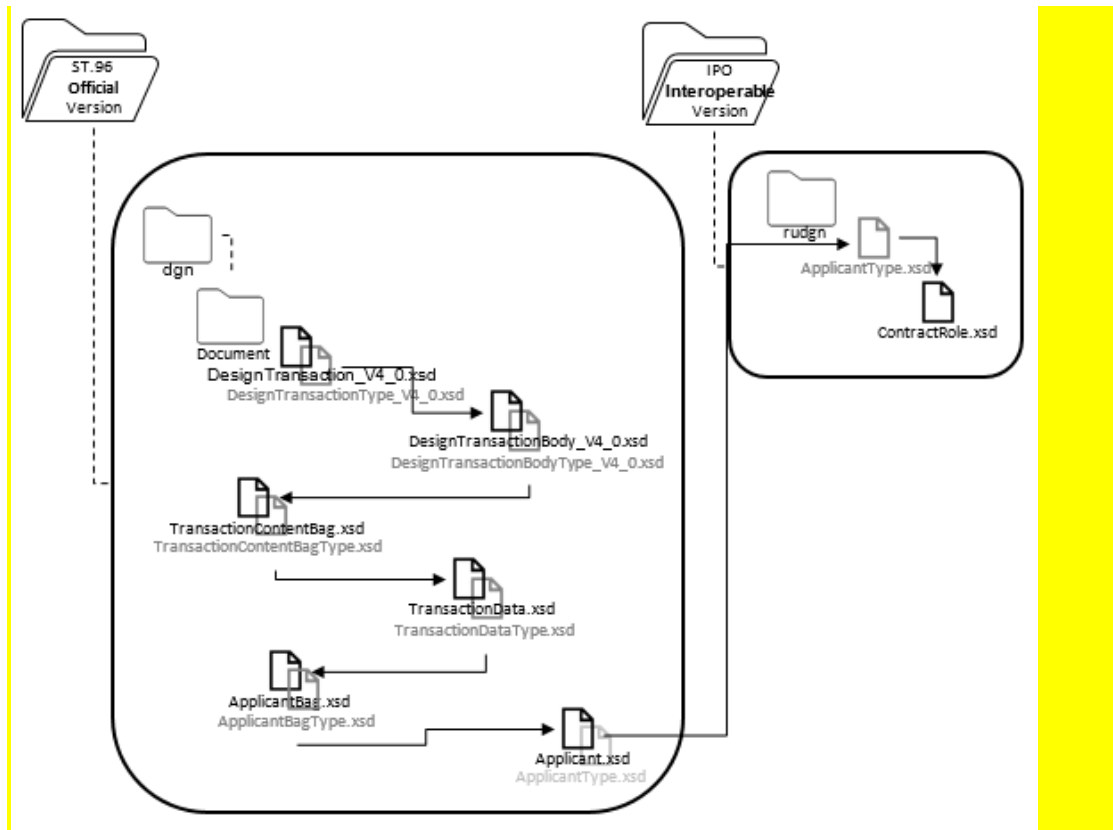 ST.96
Official
Version
IPO
Interoperable
Version
dgn
Document
DesignTransaction_V4_0.xsd
DesignTransactionType_V4_0.xsd
DesignTransactionBody_V4_0.xsd
DesignTransactionBodyType_V4_0.xsd
TransactionContentBag.xsd
TransactionContentBagType.xsd
TransactionData.xsd
TransactionDataType.xsd
ApplicantBag.xsd
ApplicantBagType.xsd
Applicant.xsd
ApplicantType.xsd
rudgn
ApplicantType.xsd
ContractRole.xsd